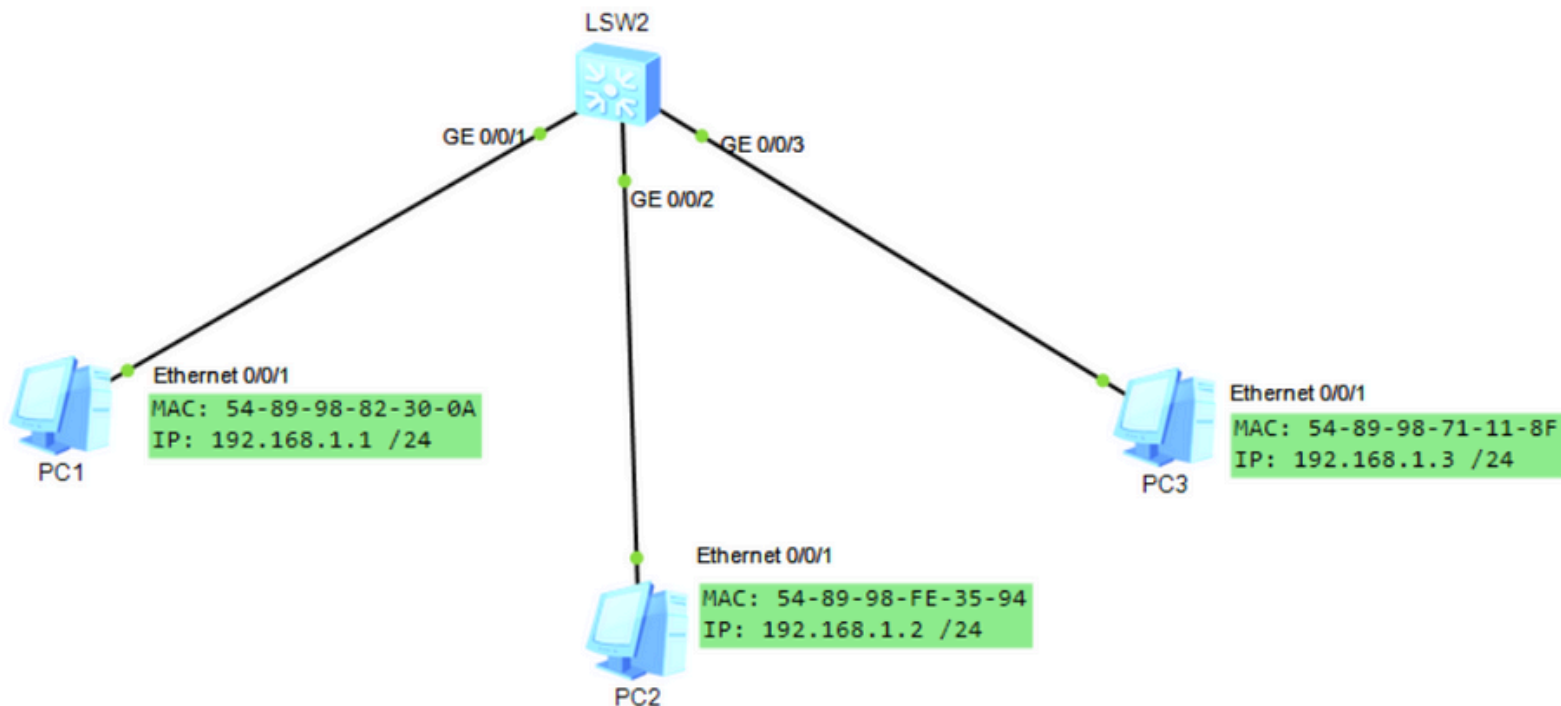 LSW2
GE 0/0/1
GE 0/0/3
GE 0/0/2
Ethernet 0/0/1
MAC: 54-89-98-82-30-0A
IP: 192.168.1.1 /24
PC1
Ethernet 0/0/1
MAC: 54-89-98-71-11-8F
IP: 192.168.1.3 /24
PC3
Ethernet 0/0/1
MAC: 54-89-98-FE-35-94
IP: 192.168.1.2 /24
PC2